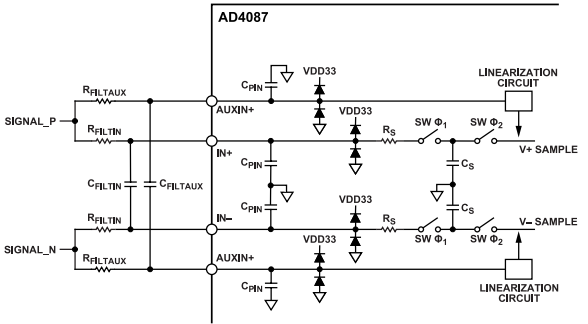 AD4087
VDD33
C_PIN
LINEARIZATION
CIRCUIT
R_FILTAUX
AUXIN+
VDD33
SIGNAL_P
R_FILTIN
R_S
SW Φ1
SW Φ2
IN+
V+ SAMPLE
C_PIN
C_S
C_FILTIN
C_FILTAUX
C_PIN
C_S
VDD33
R_FILTIN
IN–
R_S
V– SAMPLE
SW Φ1
SW Φ2
SIGNAL_N
VDD33
R_FILTAUX
AUXIN+
C_PIN
LINEARIZATION
CIRCUIT